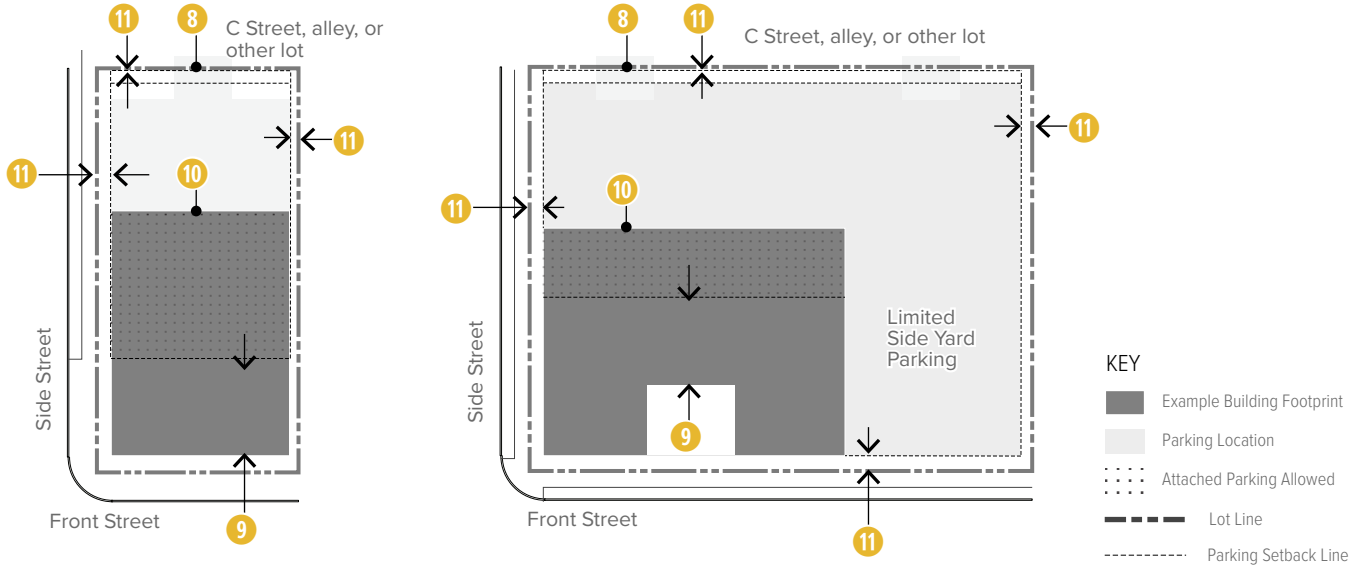 11
8
C Street, alley, or
other lot
11
11
10
Side Street
9
Front Street
8
11
C Street, alley, or other lot
11
10
11
Side Street
Limited
Side Yard
Parking
9
11
Front Street
KEY
Example Building Footprint
Parking Location
Attached Parking Allowed
Lot Line
Parking Setback Line